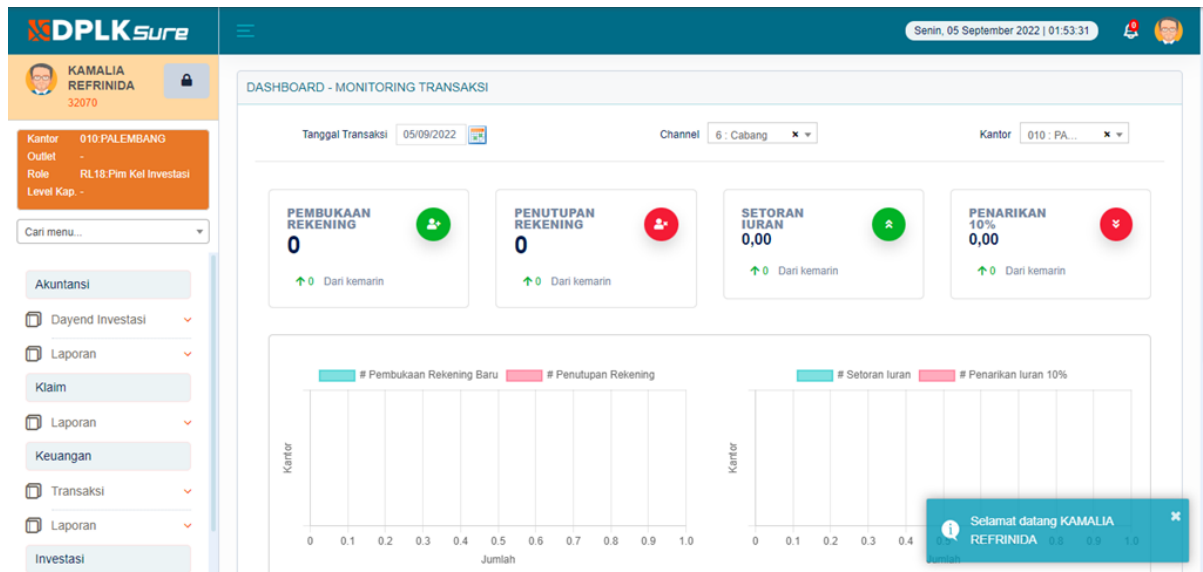 DPLKSure
Senin, 05 September 2022 | 01:53:31
KAMALIA
REFRINIDA
32070
Kantor 010:PALEMBANG
Outlet -
Role RL18:Pim Kel Investasi
Level Kap. -
Cari menu...
Akuntansi
Dayend Investasi
Laporan
Klaim
Laporan
Keuangan
Transaksi
Laporan
Investasi
DASHBOARD - MONITORING TRANSAKSI
Tanggal Transaksi 05/09/2022 Channel 6 : Cabang × Kantor 010 : PA... ×
PEMBUKAAN
REKENING
0
0 Dari kemarin
PENUTUPAN
REKENING
0
0 Dari kemarin
SETORAN
IURAN
0,00
0 Dari kemarin
PENARIKAN
10%
0,00
0 Dari kemarin
# Pembukaan Rekening Baru # Penutupan Rekening
Kantor
0 0.1 0.2 0.3 0.4 0.5 0.6 0.7 0.8 0.9 1.0
Jumlah
# Setoran Iuran # Penarikan Iuran 10%
Kantor
0 0.1 0.2 0.3 0.4 0.5 0.8 0.9 1.0
Jumlah
Selamat datang KAMALIA
REFRINIDA
×